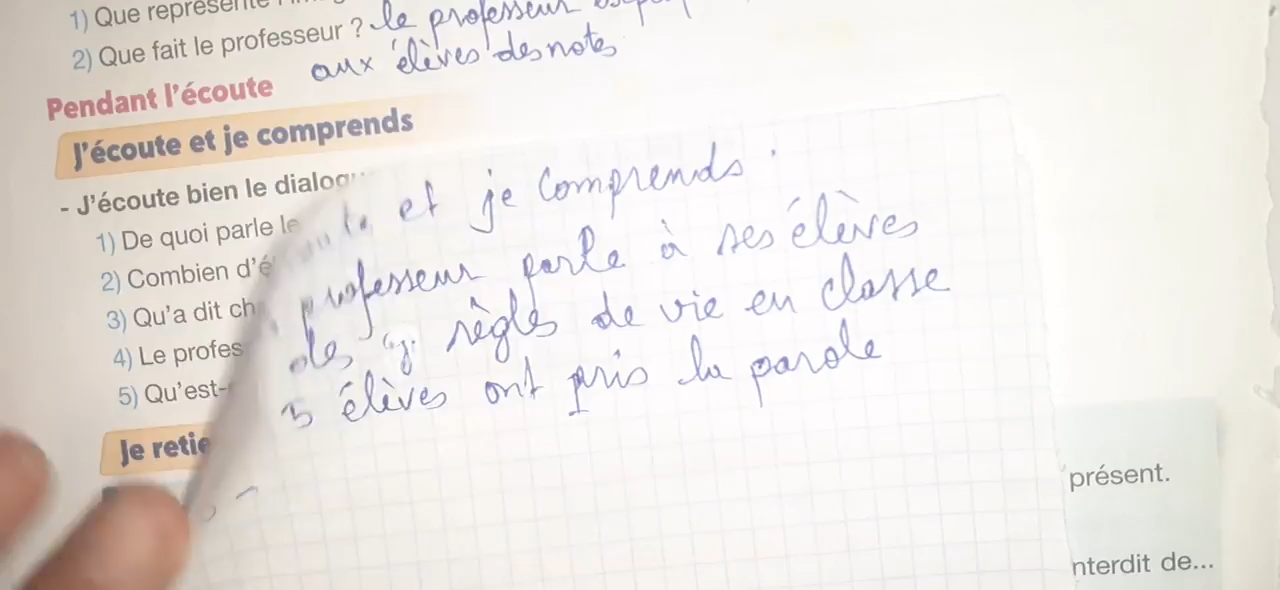 1) Que représente
2) Que fait le professeur ? le professeur
aux élèves des notes
Pendant l'écoute
J'écoute et je comprends
- J'écoute bien le dialogu
et je comprends :
1) De quoi parle le
professeur parle à ses élèves
2) Combien d'é
des règles de vie en classe
3) Qu'a dit ch
3 élèves ont pris la parole
4) Le profes
5) Qu'est-
Je retie
présent.
nterdit de...